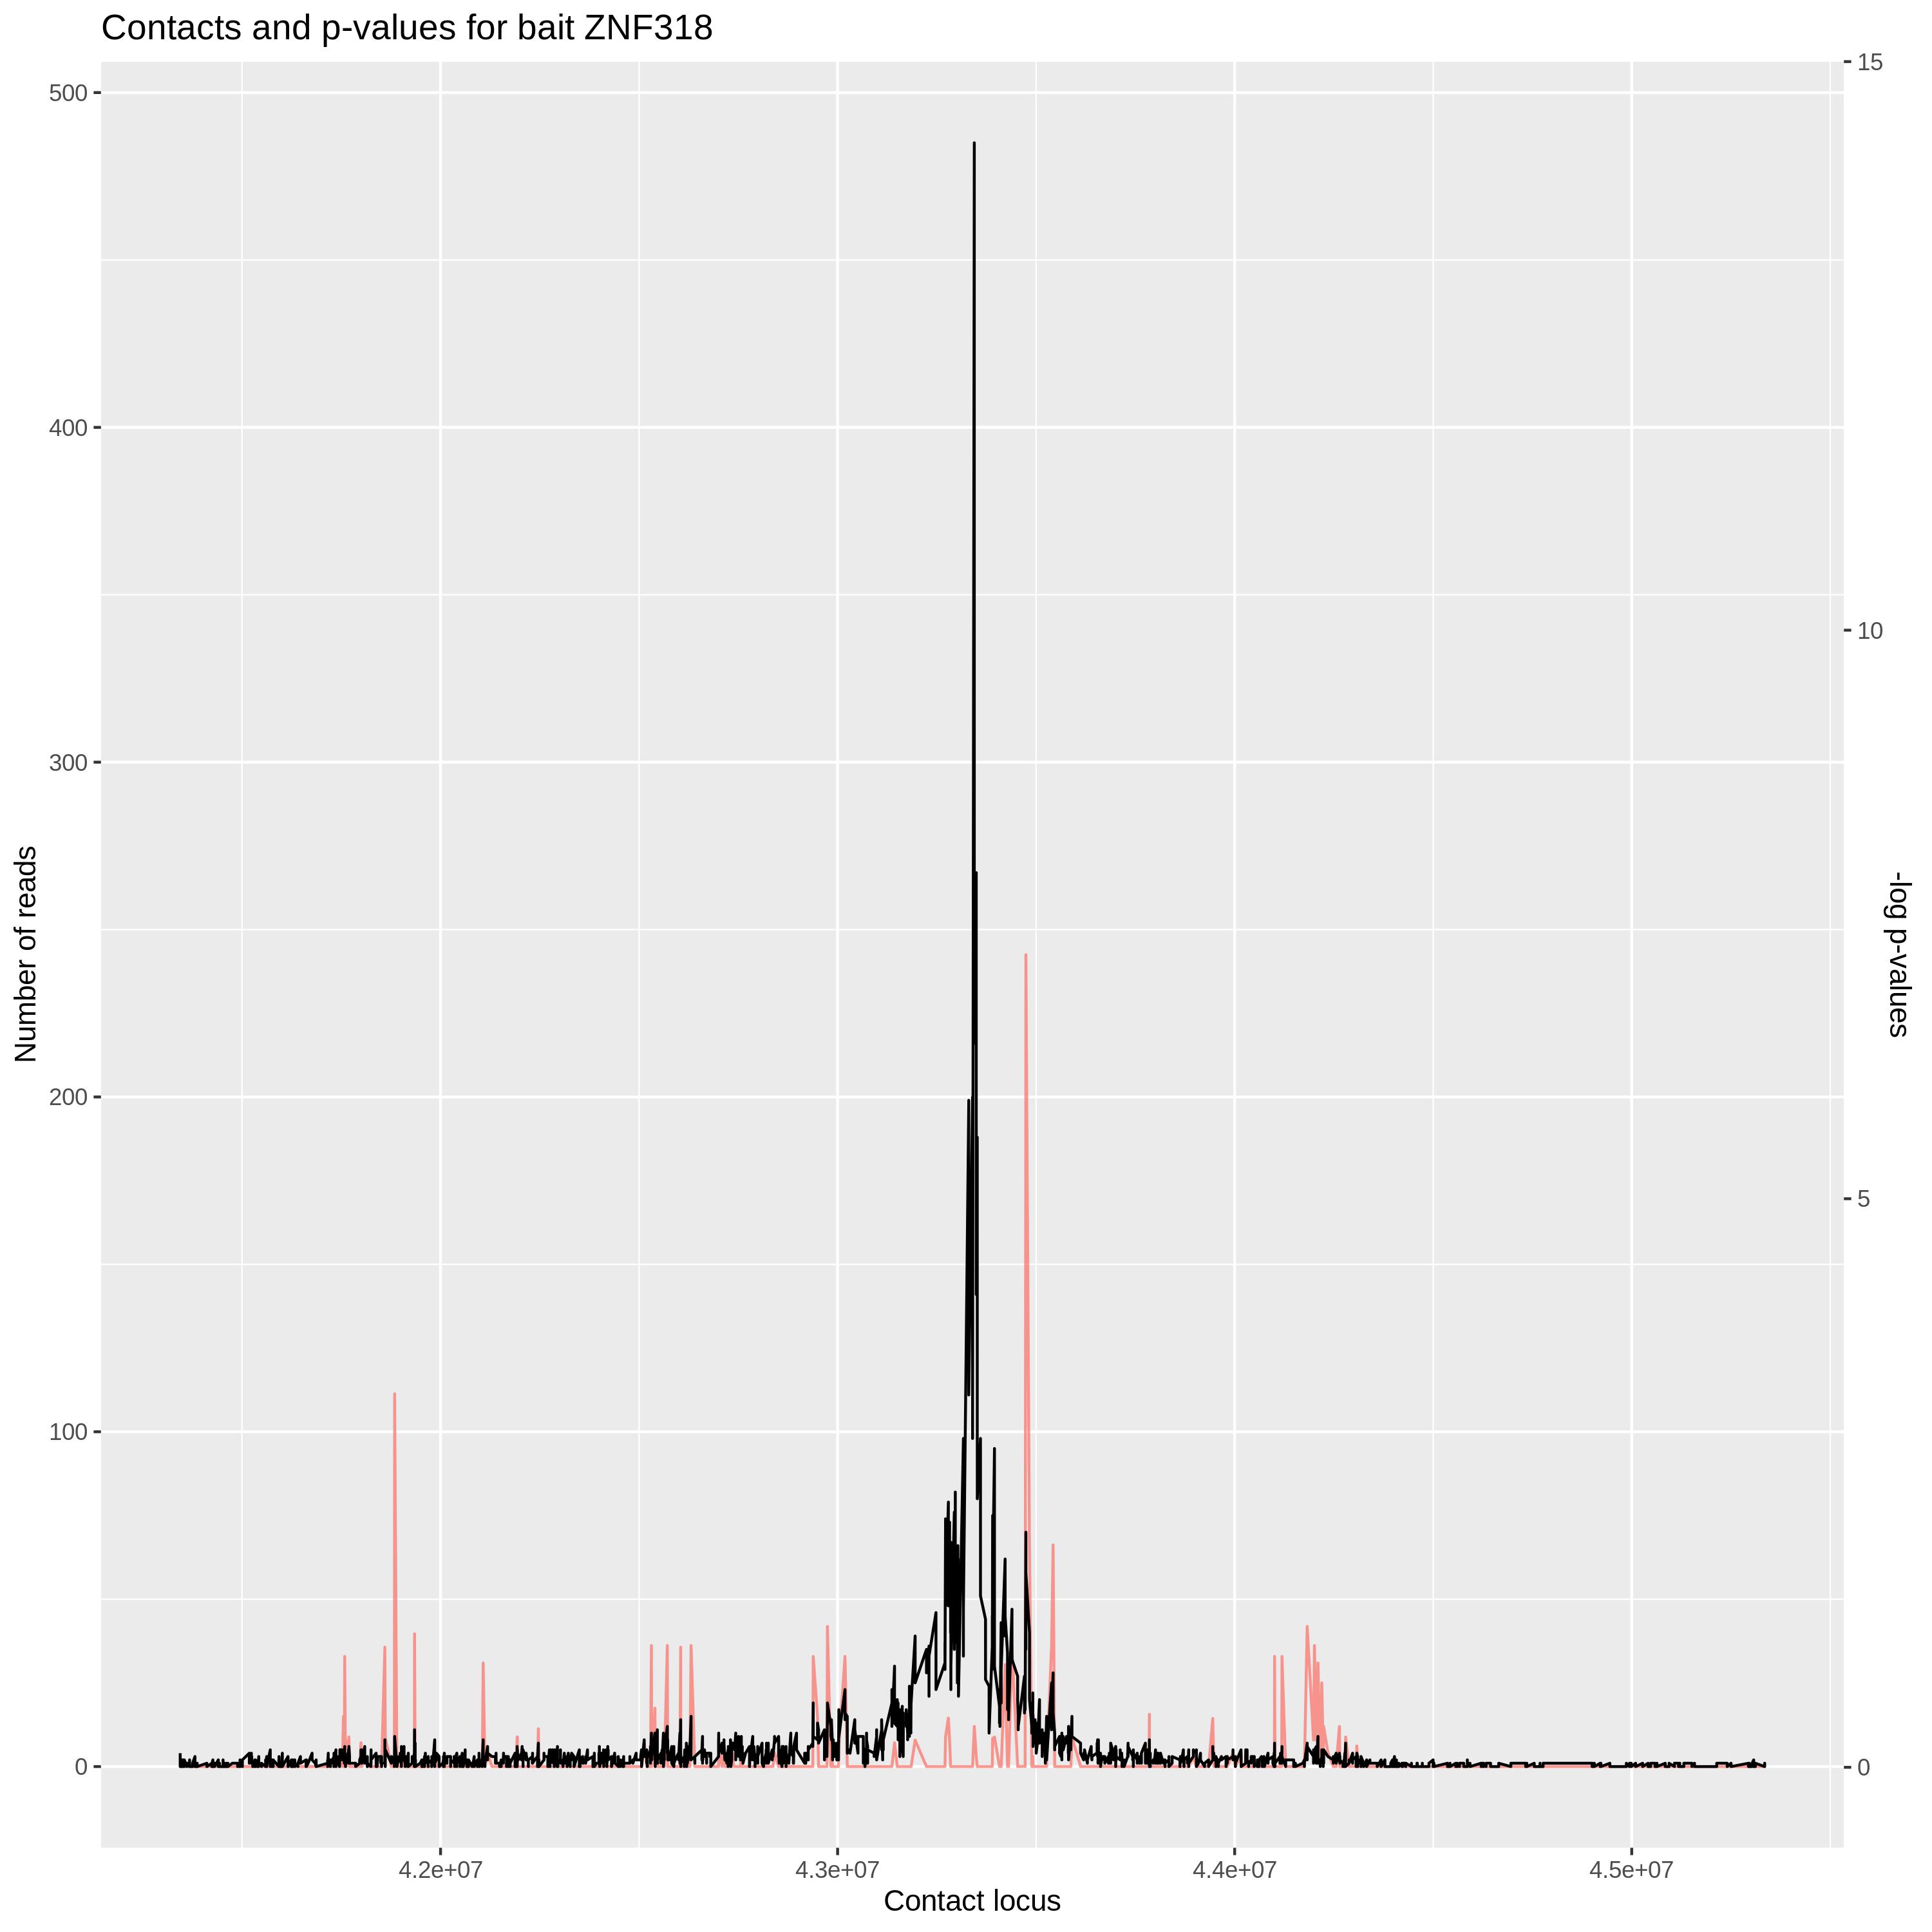 Contacts and p-values for bait ZNF318
500
400
300
200
100
0
Number of reads
15
10
5
0
-log p-values
4.2e+07
4.3e+07
4.4e+07
4.5e+07
Contact locus